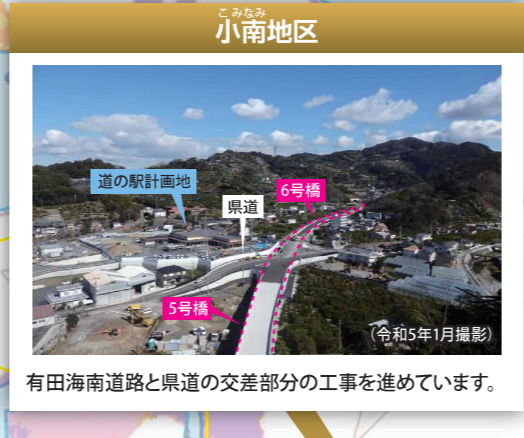 こみなみ
小南地区
道の駅計画地
県道
6号橋
5号橋
(令和5年1月撮影)
有田海南道路と県道の交差部分の工事を進めています。